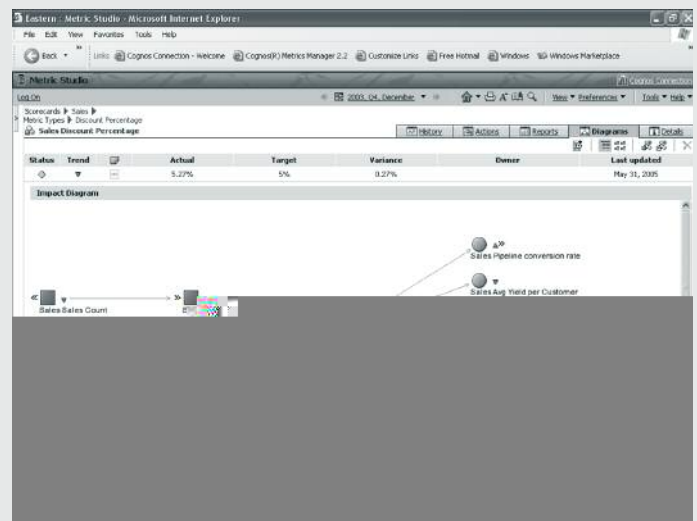 Eastern : Metric Studio - Microsoft Internet Explorer
File Edit View Favorites Tools Help
Back Links Cognos Connection - Welcome Cognos(R) Metrics Manager 2.2 Customize Links Free Hotmail Windows Windows Marketplace
Metric Studio Cognos Connection
Log On 2003, Q4, December View Preferences Tools Help
Scorecards Sales
Metric Types Discount Percentage
Sales Discount Percentage History Actions Reports Diagrams Details
Status Trend Actual Target Variance Owner Last updated
5.27% 5% 0.27% May 31, 2005
Impact Diagram
Sales Pipeline conversion rate
Sales Avg Yield per Customer
Sales Sales Count